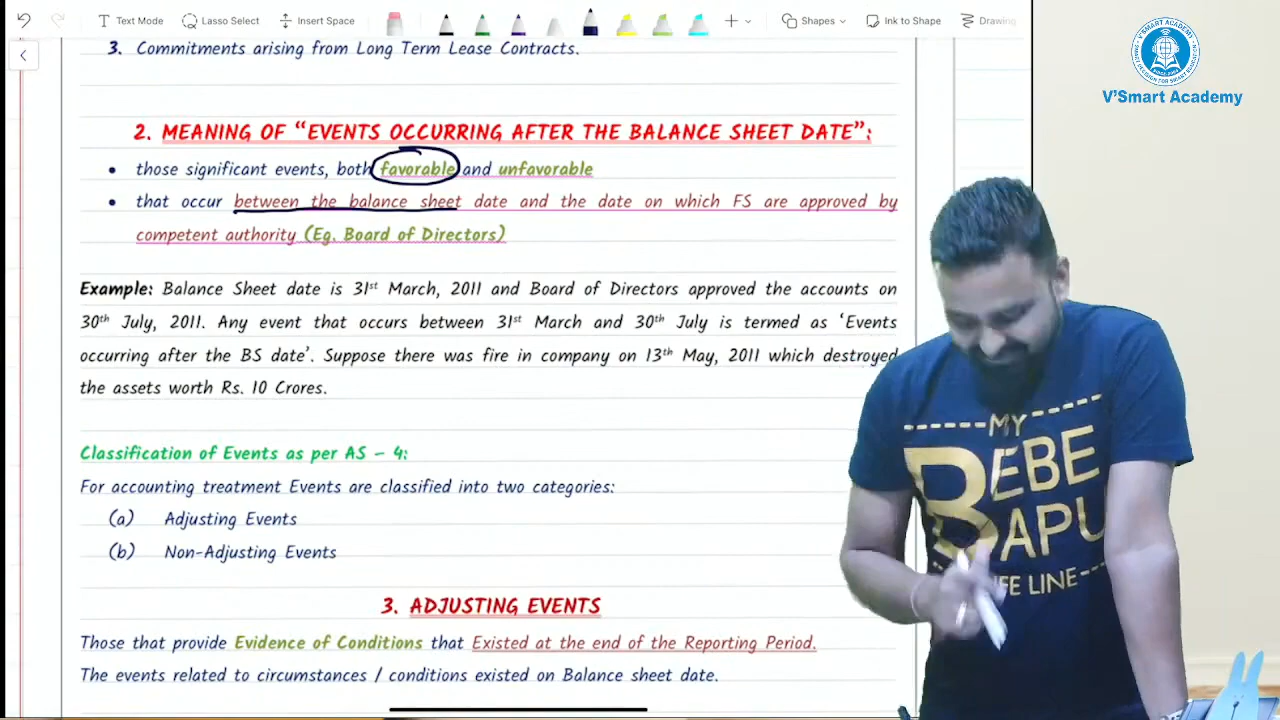 Text Mode
Lasso Select
Insert Space
Shapes
Ink to Shape
Drawing
3. Commitments arising from Long Term Lease Contracts.
2. MEANING OF “EVENTS OCCURRING AFTER THE BALANCE SHEET DATE”:
• those significant events, both favorable and unfavorable
• that occur between the balance sheet date and the date on which FS are approved by
competent authority (Eg. Board of Directors)
Example: Balance Sheet date is 31st March, 2011 and Board of Directors approved the accounts on
30th July, 2011. Any event that occurs between 31st March and 30th July is termed as ‘Events
occurring after the BS date’. Suppose there was fire in company on 13th May, 2011 which destroyed
the assets worth Rs. 10 Crores.
Classification of Events as per AS – 4:
For accounting treatment Events are classified into two categories:
(a) Adjusting Events
(b) Non-Adjusting Events
3. ADJUSTING EVENTS
Those that provide Evidence of Conditions that Existed at the end of the Reporting Period.
The events related to circumstances / conditions existed on Balance sheet date.
V'Smart Academy
MY
BEBE
BAPU
LINE